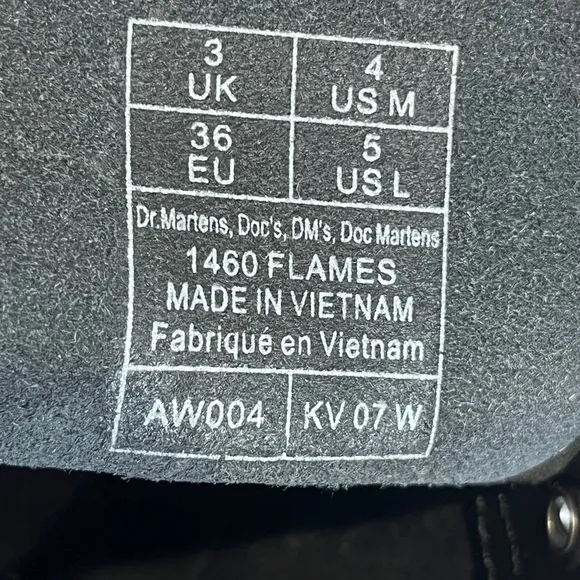 3
UK
4
US M
36
EU
5
US L
Dr.Martens, Doc's, DM's, Doc Martens
1460 FLAMES
MADE IN VIETNAM
Fabriqué en Vietnam
AW004
KV 07 W